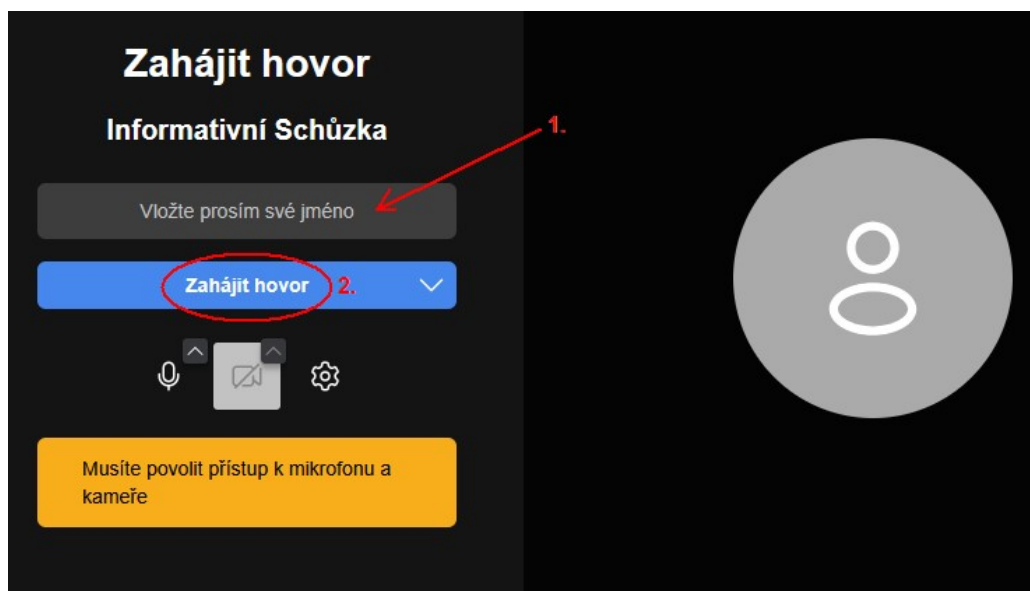 Zahájit hovor
Informativní Schůzka
1.
Vložte prosím své jméno
Zahájit hovor 2.
Musíte povolit přístup k mikrofonu a
kameře